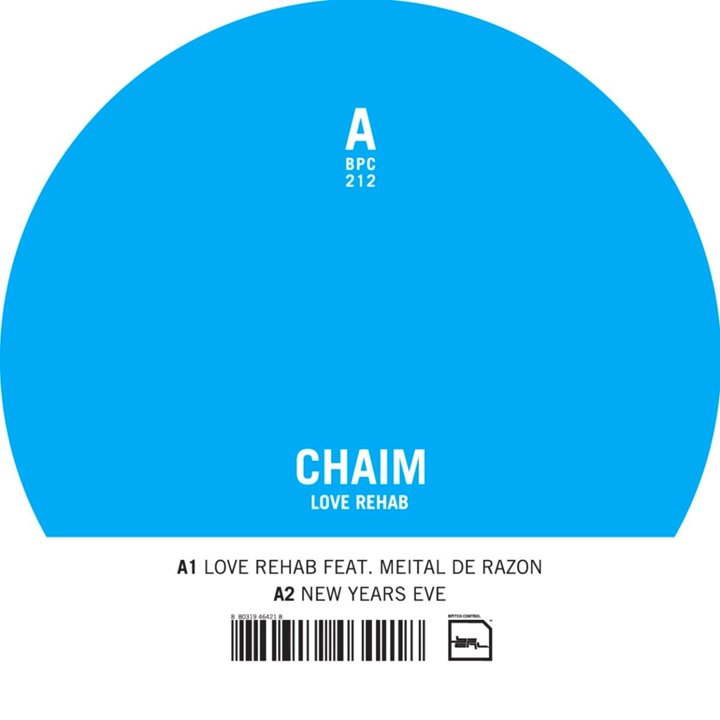 A
BPC
212
CHAIM
LOVE REHAB
A1 LOVE REHAB FEAT. MEITAL DE RAZON
A2 NEW YEARS EVE
8 80319 46421 8
BPITCH CONTROL